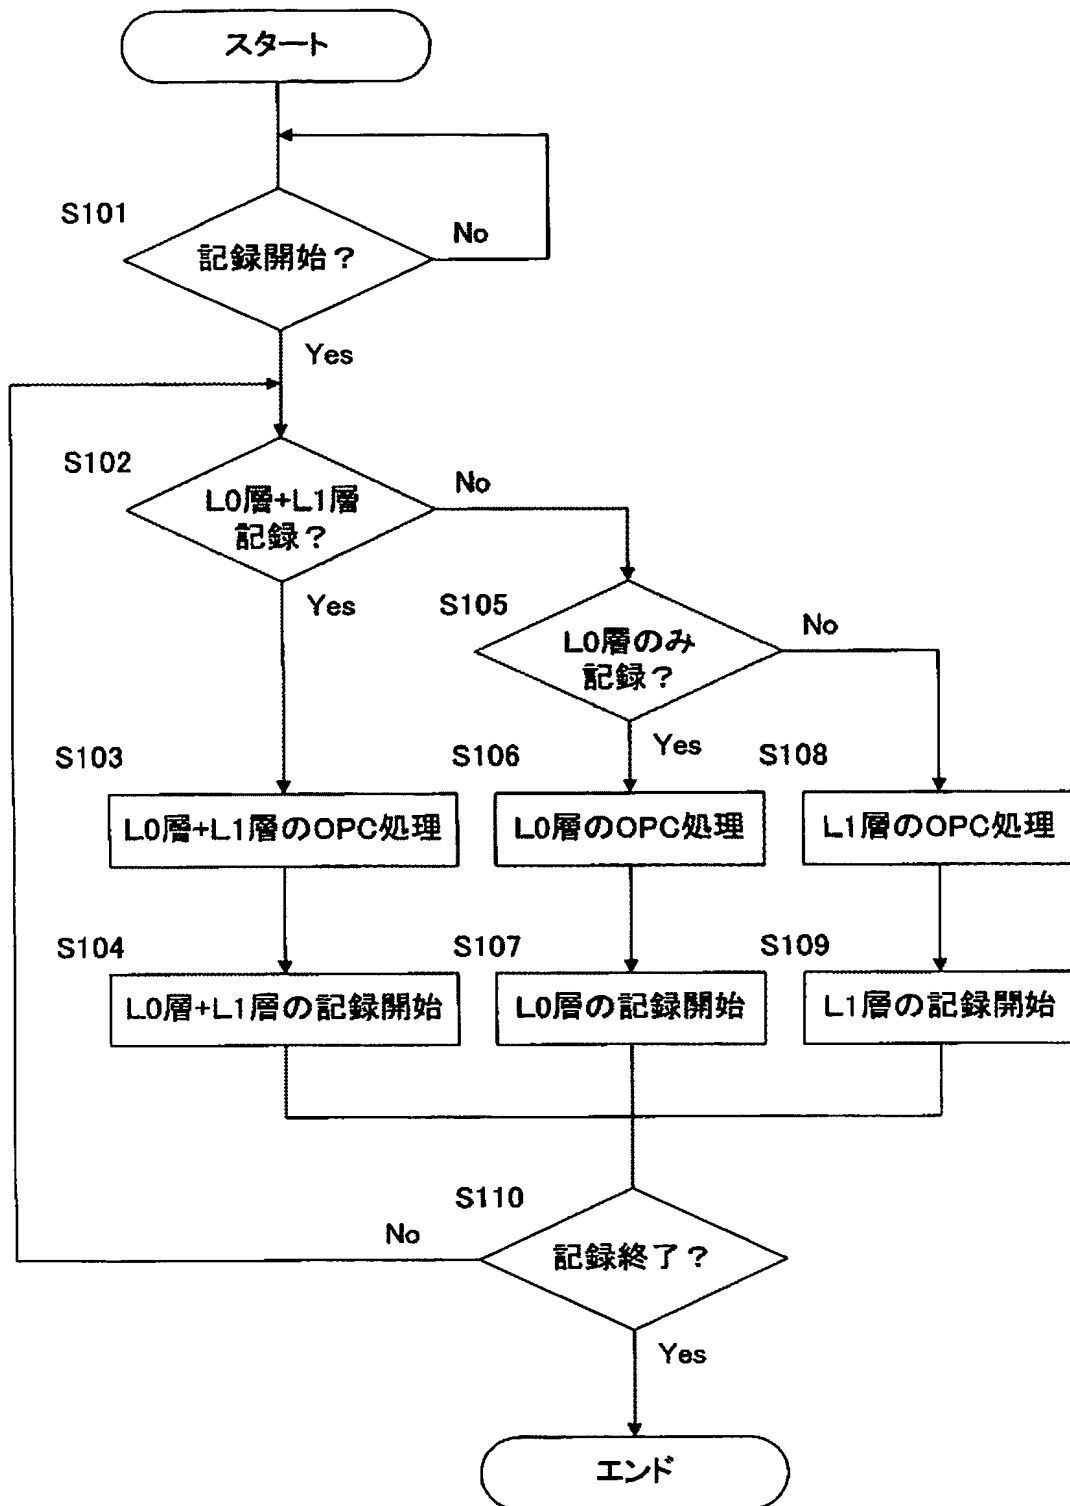 スタート
S101
記録開始？
No
Yes
S102
L0層+L1層
記録？
No
Yes
S105
L0層のみ
記録？
No
Yes
S103
L0層+L1層のOPC処理
S106
L0層のOPC処理
S108
L1層のOPC処理
S104
L0層+L1層の記録開始
S107
L0層の記録開始
S109
L1層の記録開始
S110
記録終了？
No
Yes
エンド